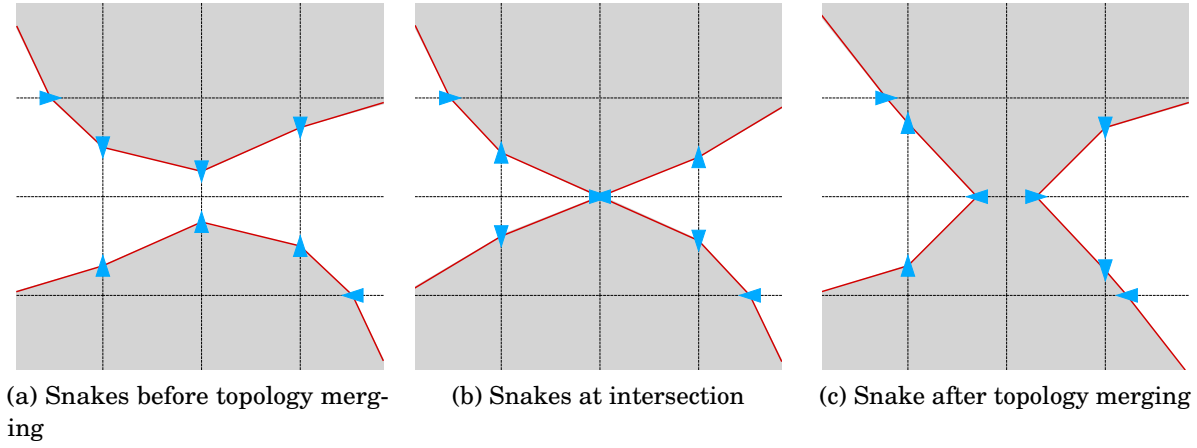 (a) Snakes before topology merg-
ing
(b) Snakes at intersection
(c) Snake after topology merging